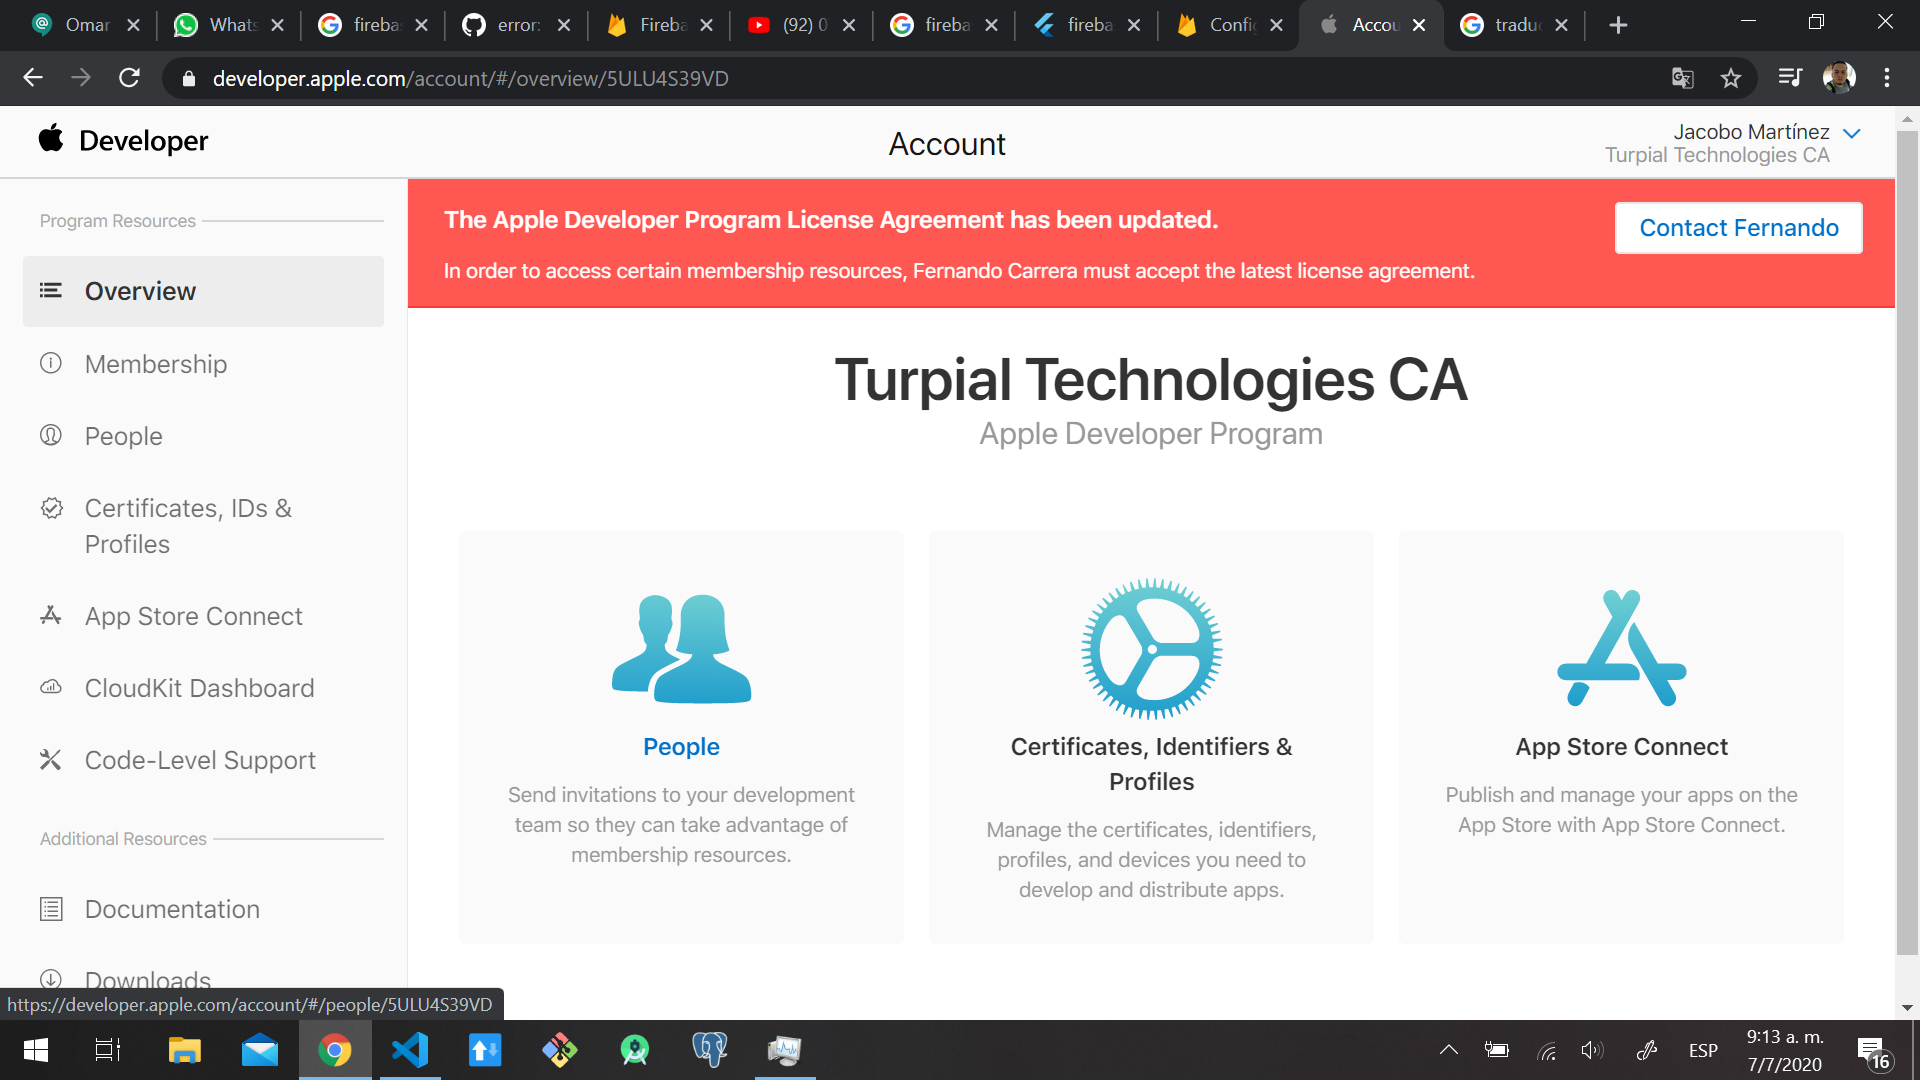 Omar
Whats
fireba
error:
Fireba
(92) 0
fireba
fireba
Config
Accou
traduc
developer.apple.com/account/#/overview/5ULU4S39VD
Developer
Account
Jacobo Martínez
Turpial Technologies CA
Program Resources
Overview
Membership
People
Certificates, IDs &
Profiles
App Store Connect
CloudKit Dashboard
Code-Level Support
Additional Resources
Documentation
Downloads
The Apple Developer Program License Agreement has been updated.
In order to access certain membership resources, Fernando Carrera must accept the latest license agreement.
Contact Fernando
Turpial Technologies CA
Apple Developer Program
People
Send invitations to your development
team so they can take advantage of
membership resources.
Certificates, Identifiers &
Profiles
Manage the certificates, identifiers,
profiles, and devices you need to
develop and distribute apps.
App Store Connect
Publish and manage your apps on the
App Store with App Store Connect.
https://developer.apple.com/account/#/people/5ULU4S39VD
ESP
9:13 a. m.
7/7/2020
16